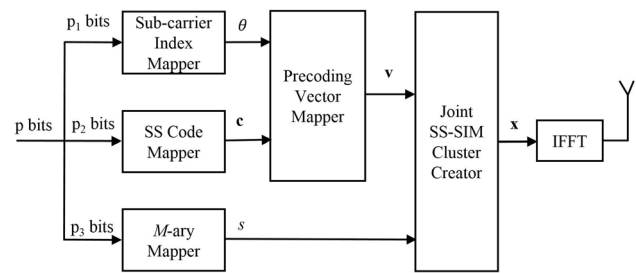 p₁ bits
Sub-carrier
Index
Mapper
θ
p bits
p₂ bits
SS Code
Mapper
c
Precoding
Vector
Mapper
v
p₃ bits
M-ary
Mapper
s
Joint
SS-SIM
Cluster
Creator
x
IFFT